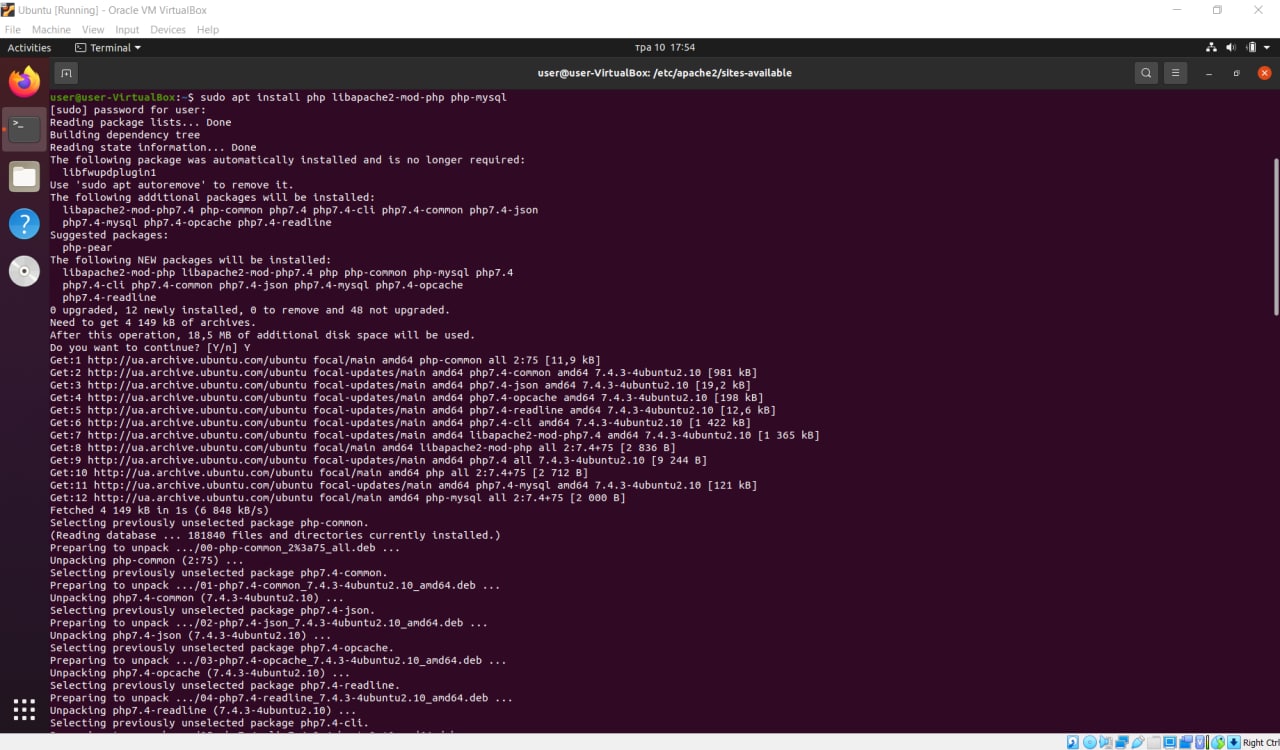 Ubuntu [Running] - Oracle VM VirtualBox
File Machine View Input Devices Help
Activities Terminal тра 10 17:54
user@user-VirtualBox: /etc/apache2/sites-available
user@user-VirtualBox:~$ sudo apt install php libapache2-mod-php php-mysql
[sudo] password for user:
Reading package lists... Done
Building dependency tree
Reading state information... Done
The following package was automatically installed and is no longer required:
libfwupdplugin1
Use 'sudo apt autoremove' to remove it.
The following additional packages will be installed:
libapache2-mod-php7.4 php-common php7.4 php7.4-cli php7.4-common php7.4-json
php7.4-mysql php7.4-opcache php7.4-readline
Suggested packages:
php-pear
The following NEW packages will be installed:
libapache2-mod-php libapache2-mod-php7.4 php php-common php-mysql php7.4
php7.4-cli php7.4-common php7.4-json php7.4-mysql php7.4-opcache
php7.4-readline
0 upgraded, 12 newly installed, 0 to remove and 48 not upgraded.
Need to get 4 149 kB of archives.
After this operation, 18,5 MB of additional disk space will be used.
Do you want to continue? [Y/n] Y
Get:1 http://ua.archive.ubuntu.com/ubuntu focal/main amd64 php-common all 2:75 [11,9 kB]
Get:2 http://ua.archive.ubuntu.com/ubuntu focal-updates/main amd64 php7.4-common amd64 7.4.3-4ubuntu2.10 [981 kB]
Get:3 http://ua.archive.ubuntu.com/ubuntu focal-updates/main amd64 php7.4-json amd64 7.4.3-4ubuntu2.10 [19,2 kB]
Get:4 http://ua.archive.ubuntu.com/ubuntu focal-updates/main amd64 php7.4-opcache amd64 7.4.3-4ubuntu2.10 [198 kB]
Get:5 http://ua.archive.ubuntu.com/ubuntu focal-updates/main amd64 php7.4-readline amd64 7.4.3-4ubuntu2.10 [12,6 kB]
Get:6 http://ua.archive.ubuntu.com/ubuntu focal-updates/main amd64 php7.4-cli amd64 7.4.3-4ubuntu2.10 [1 422 kB]
Get:7 http://ua.archive.ubuntu.com/ubuntu focal-updates/main amd64 libapache2-mod-php7.4 amd64 7.4.3-4ubuntu2.10 [1 365 kB]
Get:8 http://ua.archive.ubuntu.com/ubuntu focal/main amd64 libapache2-mod-php all 2:7.4+75 [2 836 B]
Get:9 http://ua.archive.ubuntu.com/ubuntu focal-updates/main amd64 php7.4 all 7.4.3-4ubuntu2.10 [9 244 B]
Get:10 http://ua.archive.ubuntu.com/ubuntu focal/main amd64 php all 2:7.4+75 [2 712 B]
Get:11 http://ua.archive.ubuntu.com/ubuntu focal-updates/main amd64 php7.4-mysql amd64 7.4.3-4ubuntu2.10 [121 kB]
Get:12 http://ua.archive.ubuntu.com/ubuntu focal/main amd64 php-mysql all 2:7.4+75 [2 000 B]
Fetched 4 149 kB in 1s (6 848 kB/s)
Selecting previously unselected package php-common.
(Reading database ... 181840 files and directories currently installed.)
Preparing to unpack .../00-php-common_2%3a75_all.deb ...
Unpacking php-common (2:75) ...
Selecting previously unselected package php7.4-common.
Preparing to unpack .../01-php7.4-common_7.4.3-4ubuntu2.10_amd64.deb ...
Unpacking php7.4-common (7.4.3-4ubuntu2.10) ...
Selecting previously unselected package php7.4-json.
Preparing to unpack .../02-php7.4-json_7.4.3-4ubuntu2.10_amd64.deb ...
Unpacking php7.4-json (7.4.3-4ubuntu2.10) ...
Selecting previously unselected package php7.4-opcache.
Preparing to unpack .../03-php7.4-opcache_7.4.3-4ubuntu2.10_amd64.deb ...
Unpacking php7.4-opcache (7.4.3-4ubuntu2.10) ...
Selecting previously unselected package php7.4-readline.
Preparing to unpack .../04-php7.4-readline_7.4.3-4ubuntu2.10_amd64.deb ...
Unpacking php7.4-readline (7.4.3-4ubuntu2.10) ...
Selecting previously unselected package php7.4-cli.
Right Ctrl